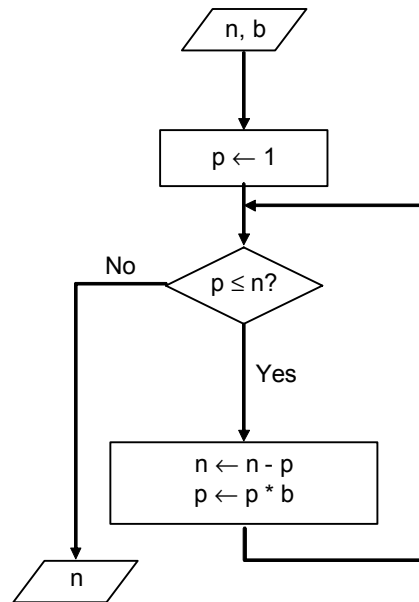 n, b
p ← 1
p ≤ n?
No
Yes
n ← n - p
p ← p * b
n